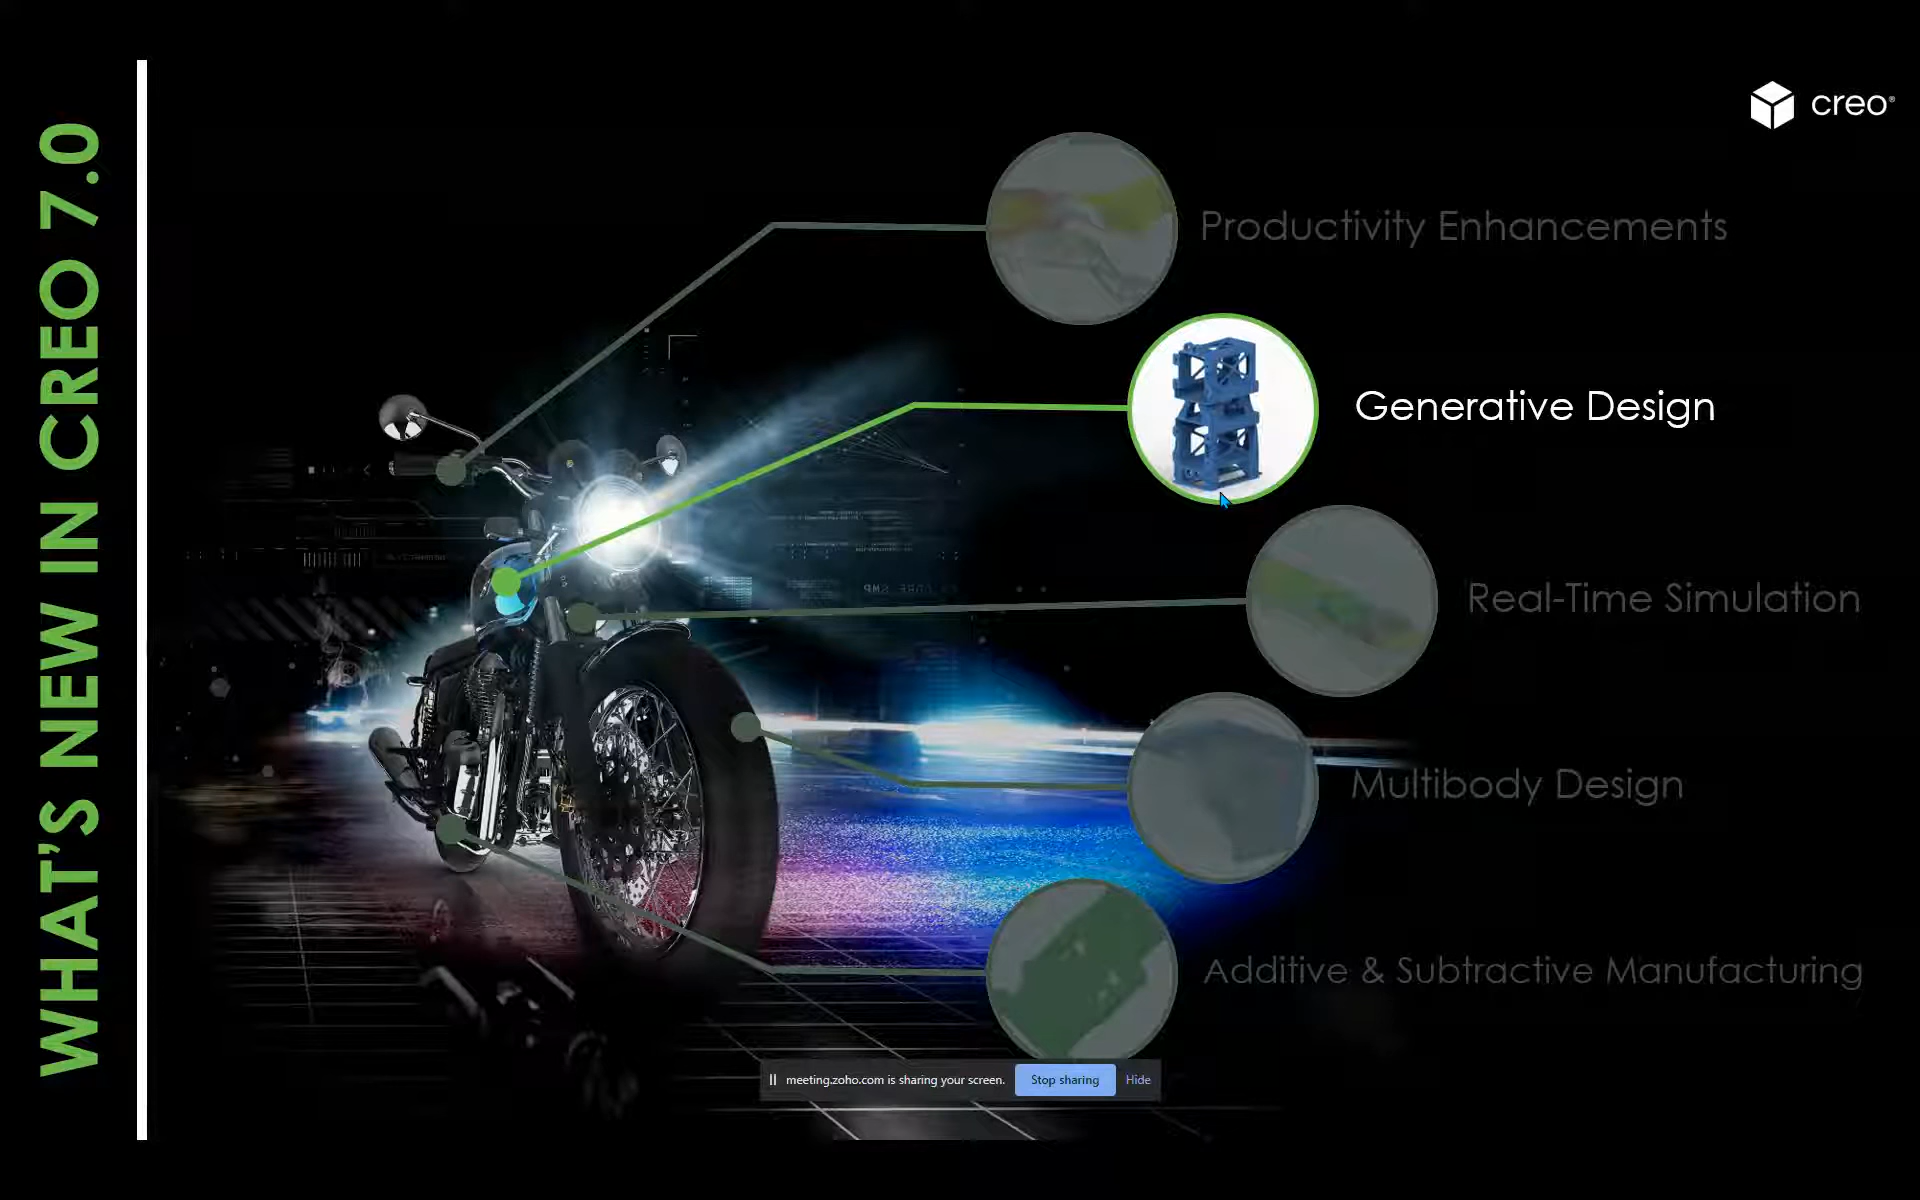 WHAT'S NEW IN CREO 7.0
creo®
Productivity Enhancements
Generative Design
Real-Time Simulation
Multibody Design
Additive & Subtractive Manufacturing
meeting.zoho.com is sharing your screen.
Stop sharing
Hide